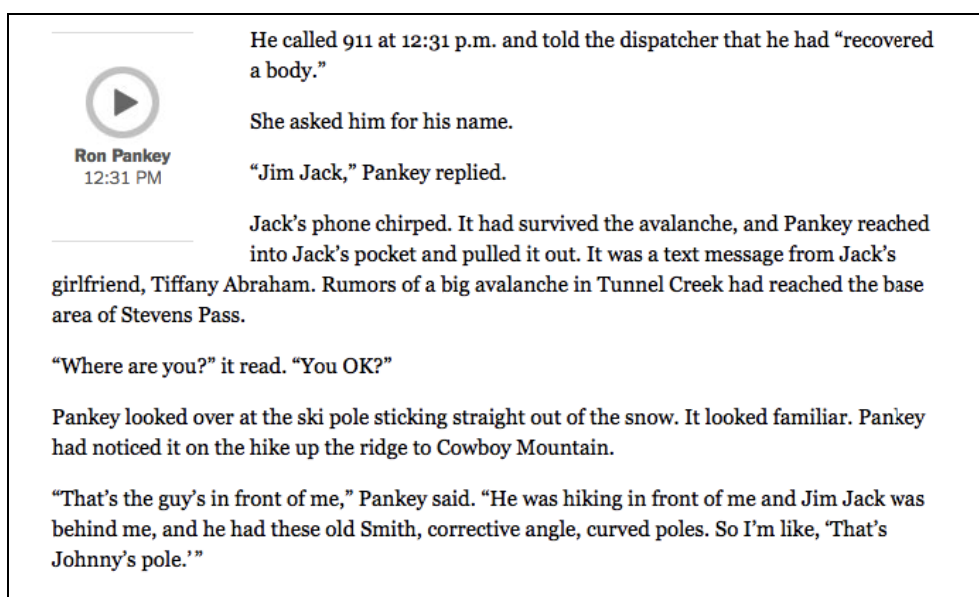 He called 911 at 12:31 p.m. and told the dispatcher that he had “recovered
a body.”
She asked him for his name.
Ron Pankey
12:31 PM
“Jim Jack,” Pankey replied.
Jack’s phone chirped. It had survived the avalanche, and Pankey reached
into Jack’s pocket and pulled it out. It was a text message from Jack’s
girlfriend, Tiffany Abraham. Rumors of a big avalanche in Tunnel Creek had reached the base
area of Stevens Pass.
“Where are you?” it read. “You OK?”
Pankey looked over at the ski pole sticking straight out of the snow. It looked familiar. Pankey
had noticed it on the hike up the ridge to Cowboy Mountain.
“That’s the guy’s in front of me,” Pankey said. “He was hiking in front of me and Jim Jack was
behind me, and he had these old Smith, corrective angle, curved poles. So I’m like, ‘That’s
Johnny’s pole.’”